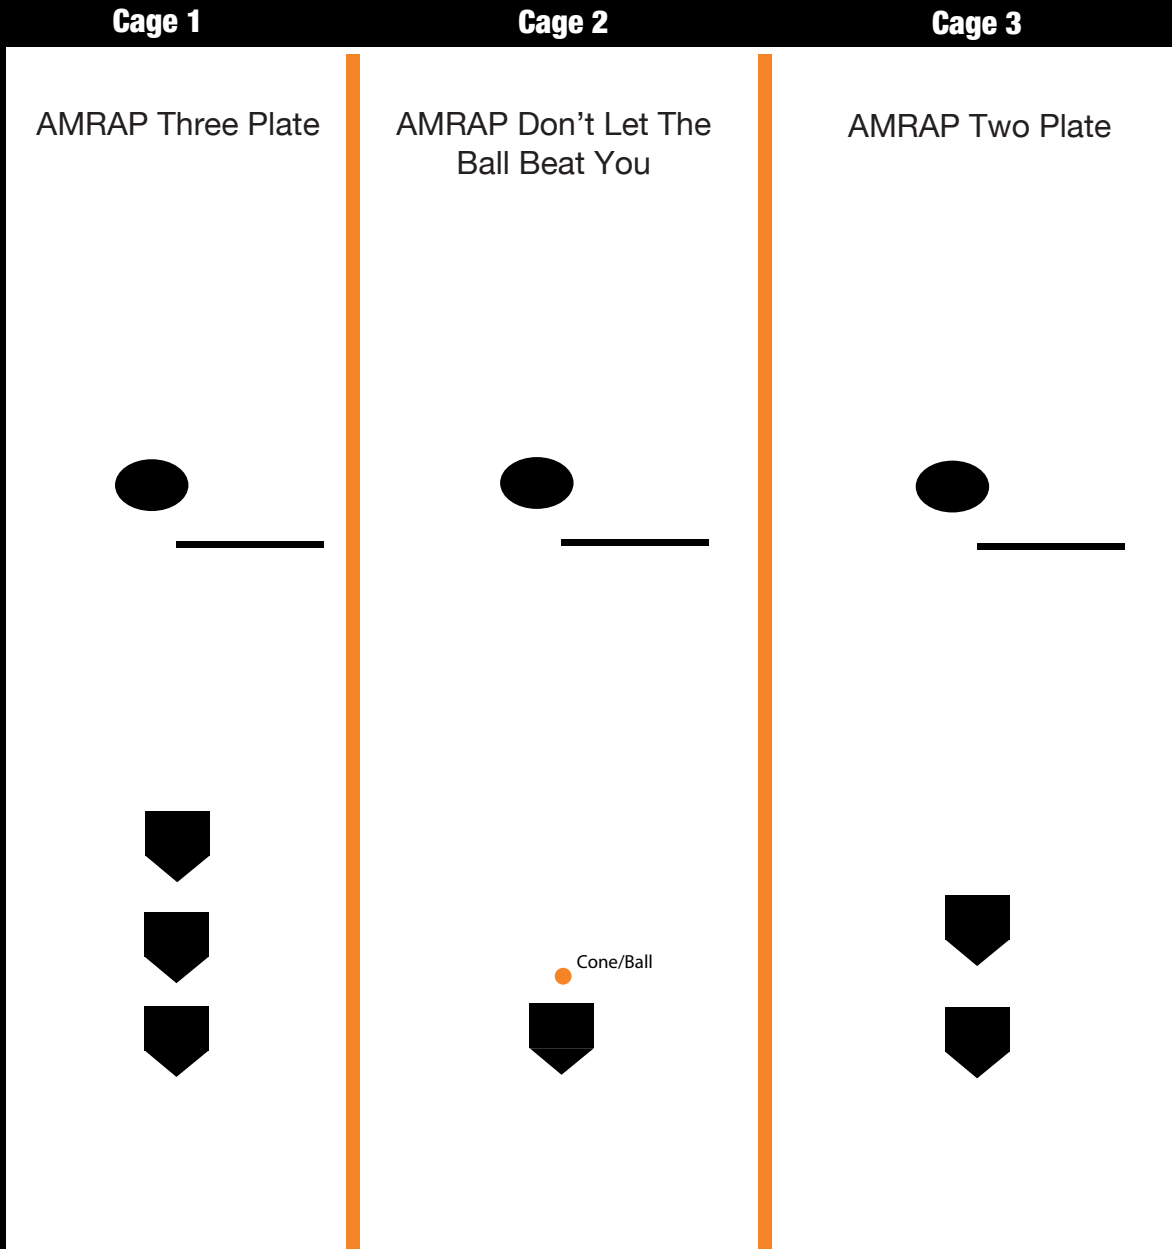 Cage 1
Cage 2
Cage 3
AMRAP Three Plate
AMRAP Don’t Let The
Ball Beat You
AMRAP Two Plate
Cone/Ball